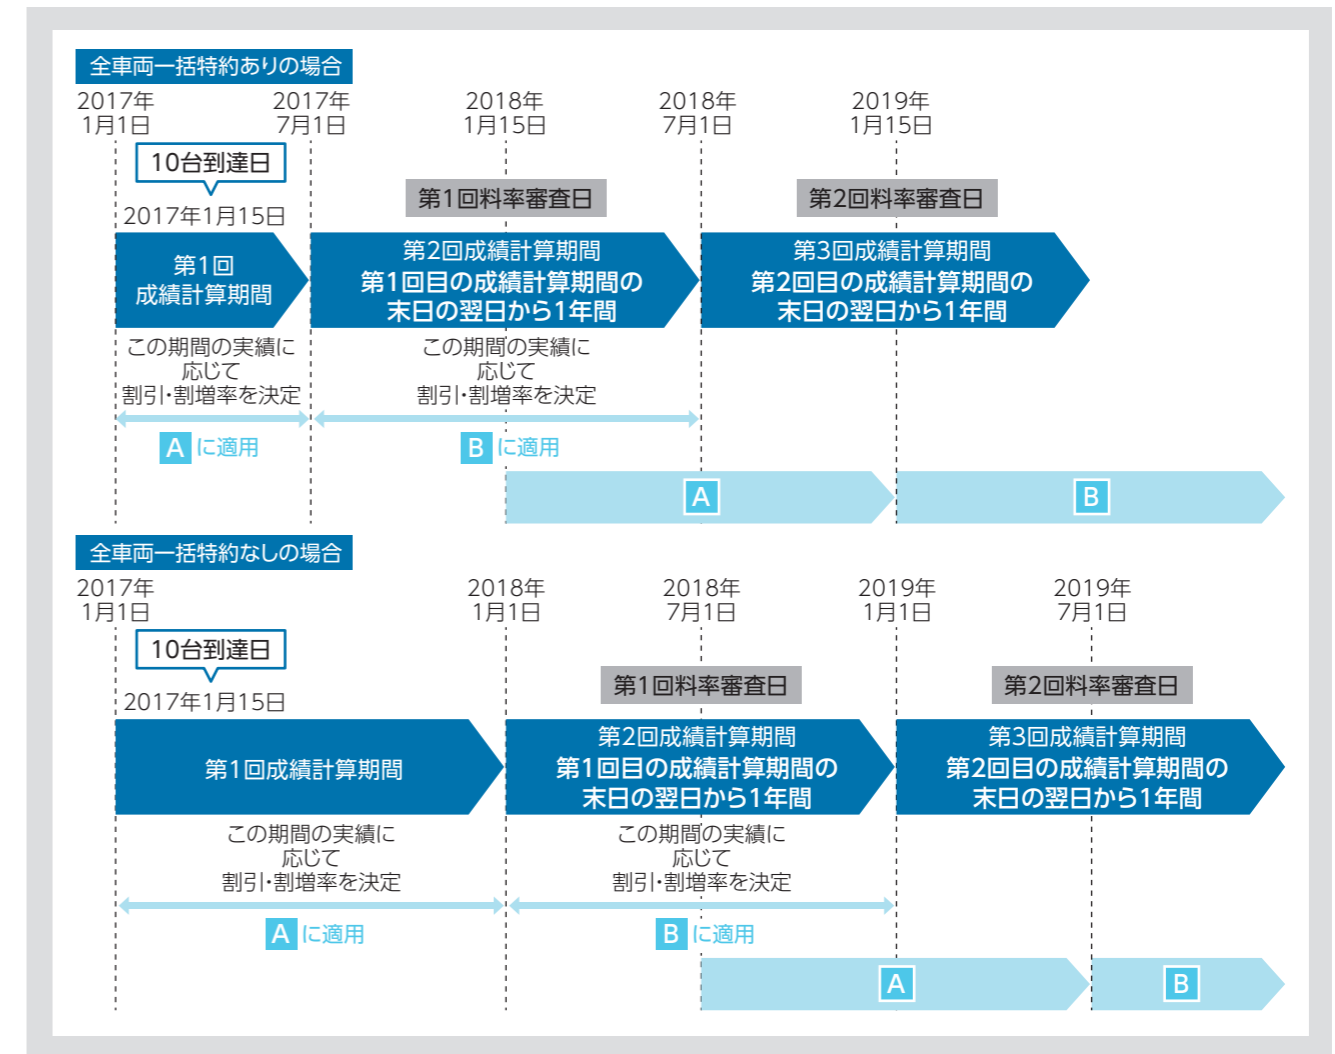 全車両一括特約ありの場合
2017年
1月1日
2017年
7月1日
2018年
1月15日
2018年
7月1日
2019年
1月15日
10台到達日
2017年1月15日
第1回料率審査日
第2回料率審査日
第1回
成績計算期間
第2回成績計算期間
第1回目の成績計算期間の
末日の翌日から1年間
第3回成績計算期間
第2回目の成績計算期間の
末日の翌日から1年間
この期間の実績に
応じて
割引・割増率を決定
この期間の実績に
応じて
割引・割増率を決定
A に適用
B に適用
A
B
全車両一括特約なしの場合
2017年
1月1日
2018年
1月1日
2018年
7月1日
2019年
1月1日
2019年
7月1日
10台到達日
2017年1月15日
第1回料率審査日
第2回料率審査日
第1回成績計算期間
第2回成績計算期間
第1回目の成績計算期間の
末日の翌日から1年間
第3回成績計算期間
第2回目の成績計算期間の
末日の翌日から1年間
この期間の実績に
応じて
割引・割増率を決定
この期間の実績に
応じて
割引・割増率を決定
A に適用
B に適用
A
B